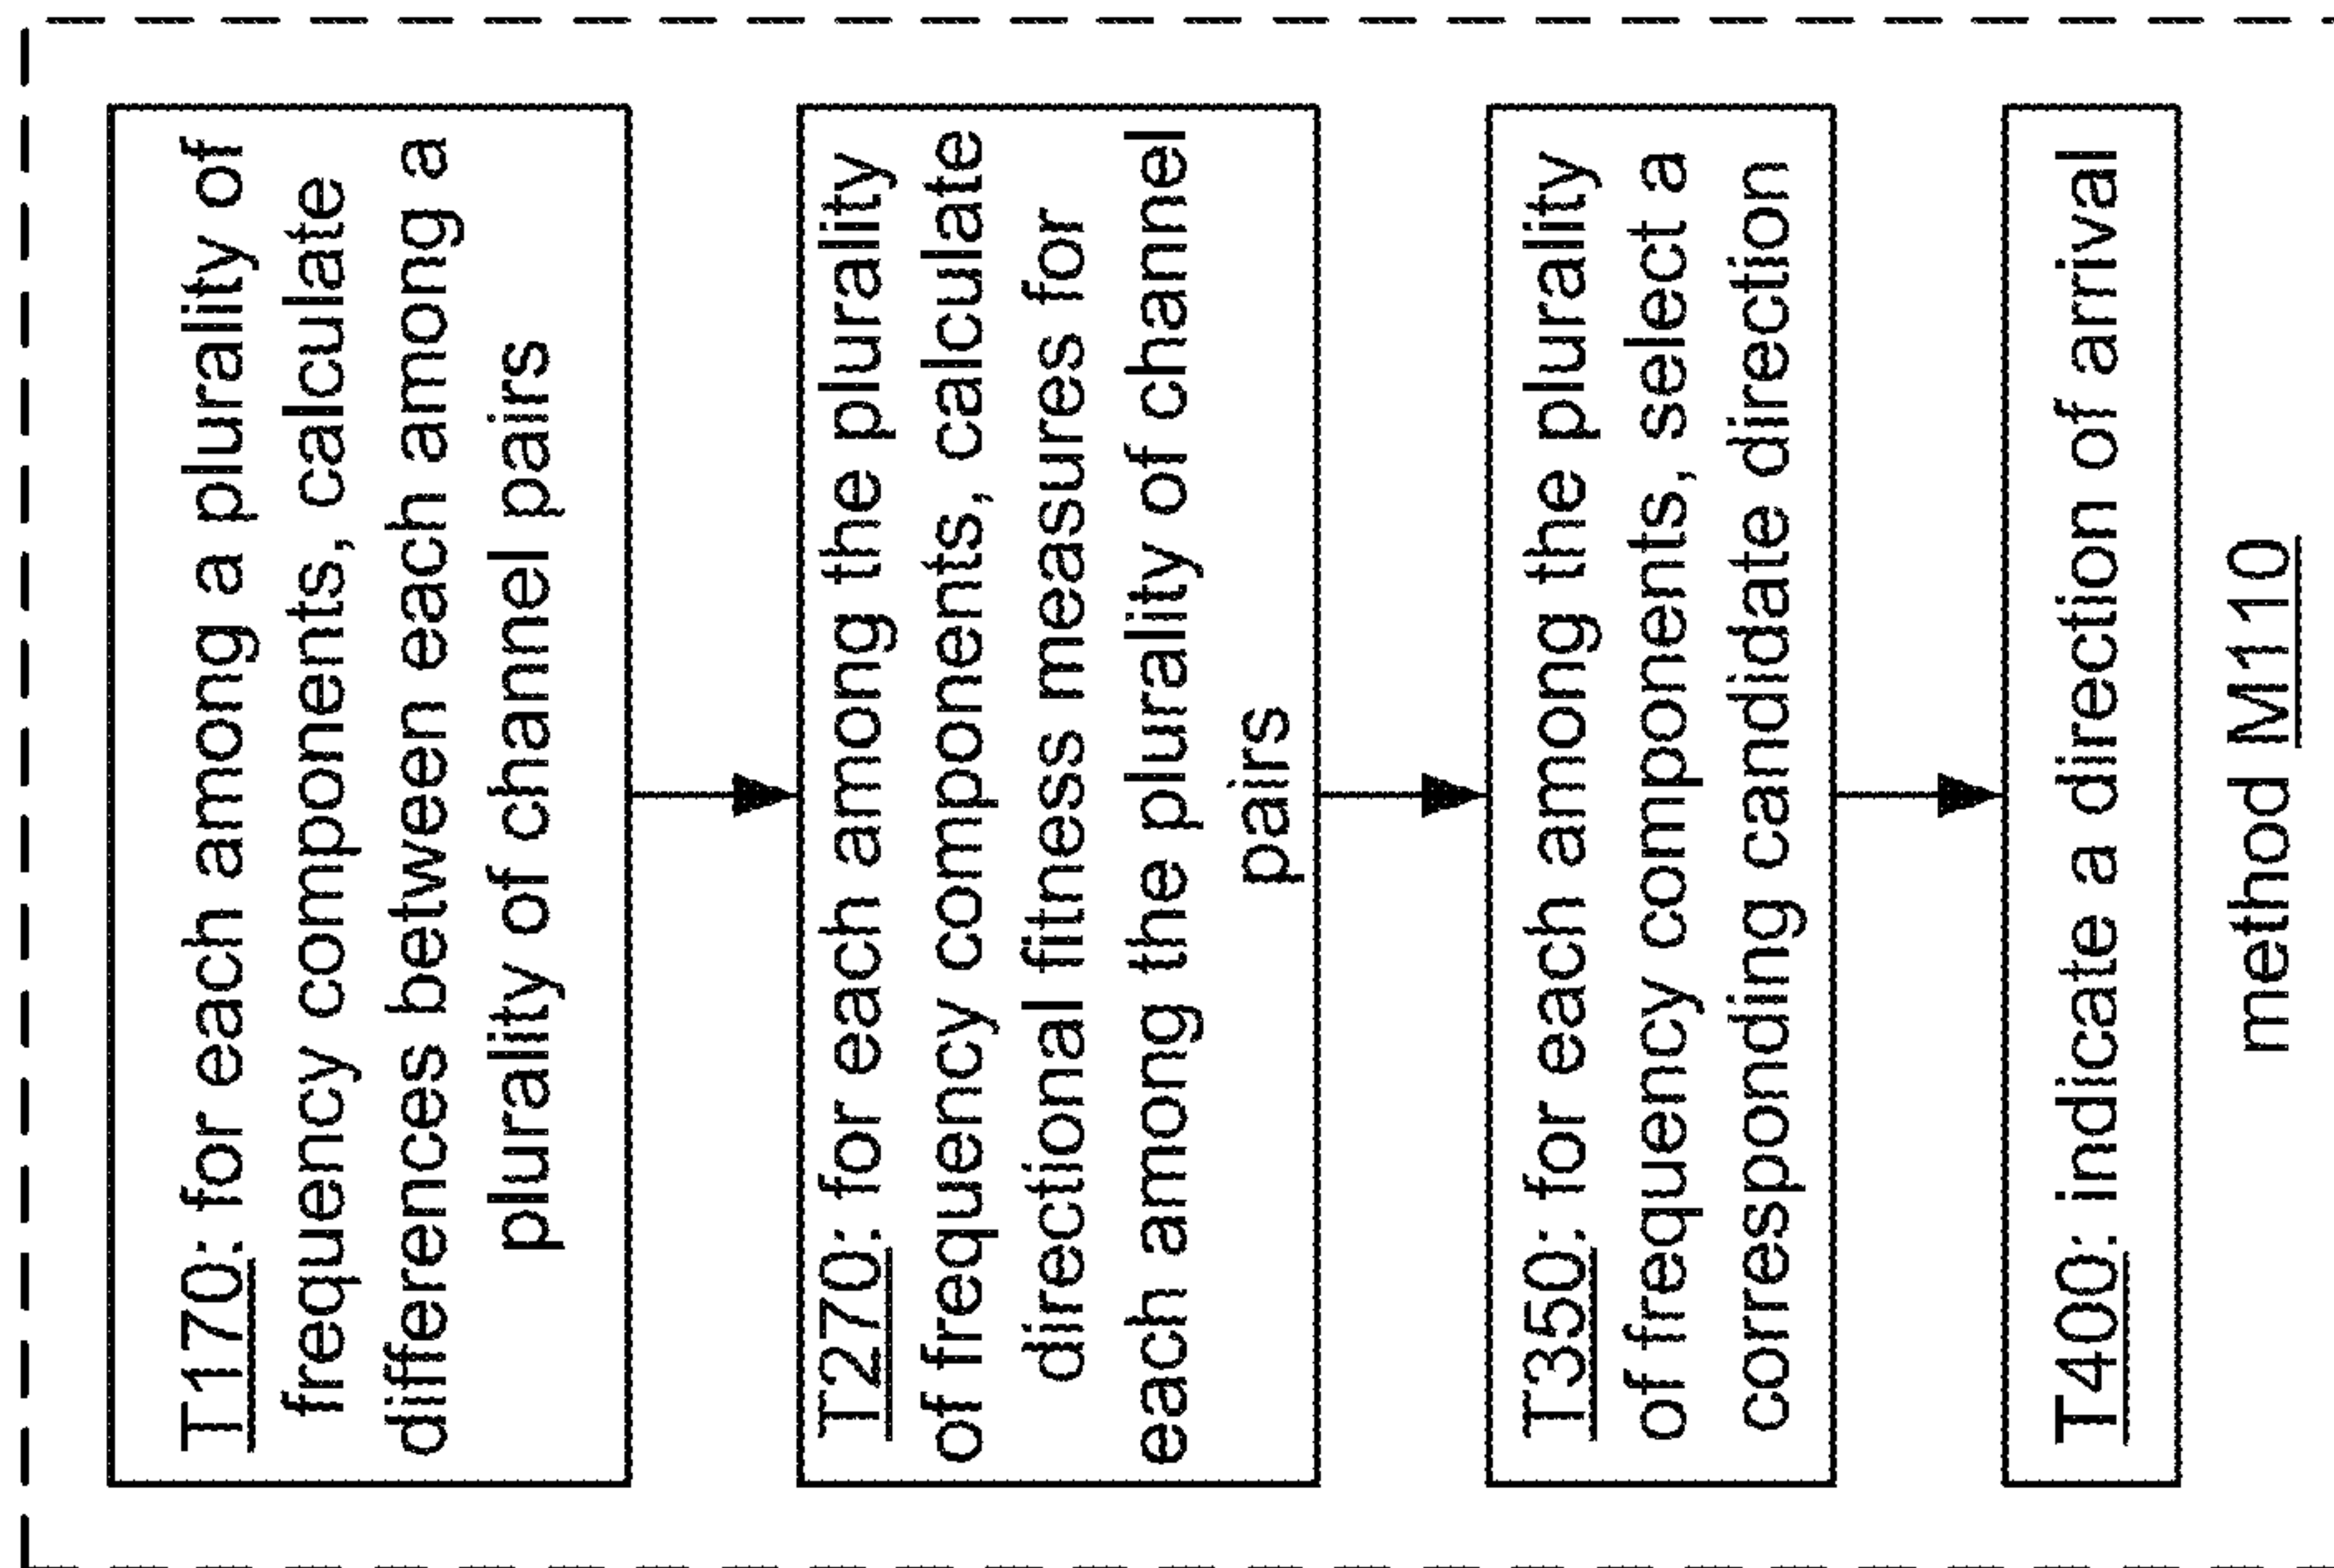 T170: for each among a plurality of
frequency components, calculate
differences between each among a
plurality of channel pairs
T270: for each among the plurality
of frequency components, calculate
directional fitness measures for
each among the plurality of channel
pairs
T350: for each among the plurality
of frequency components, select a
corresponding candidate direction
T400: indicate a direction of arrival
method M110